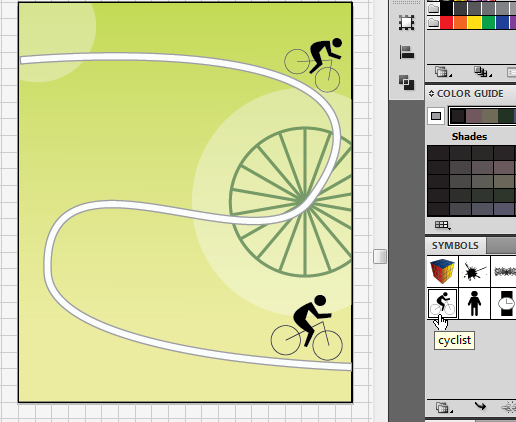 COLOR GUIDE
Shades
SYMBOLS
cyclist